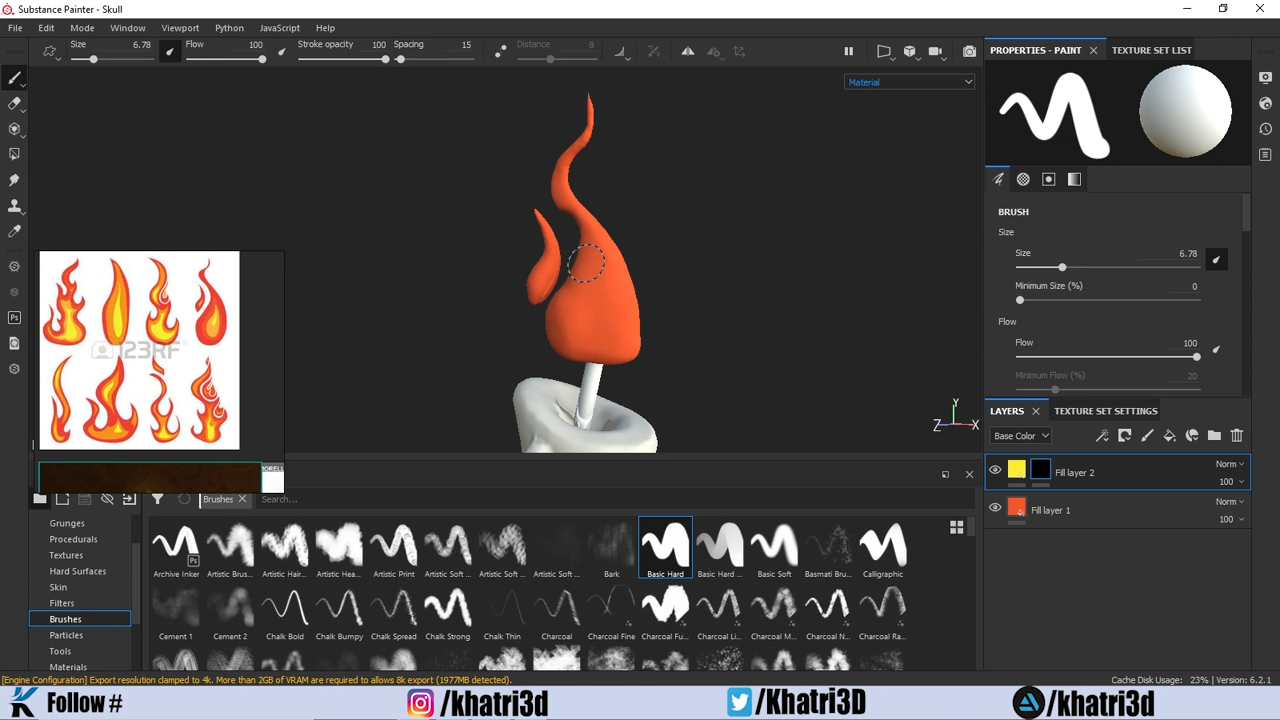 Substance Painter - Skull
File Edit Mode Window Viewport Python JavaScript Help
Size 6.78 Flow 100 Stroke opacity 100 Spacing 15 Distance 8
Material
PROPERTIES - PAINT TEXTURE SET LIST
BRUSH
Size
Size 6.78
Minimum Size (%) 0
Flow
Flow 100
Minimum Flow (%) 20
LAYERS TEXTURE SET SETTINGS
Base Color
Fill layer 2 Norm 100
Fill layer 1 Norm 100
123RF
Ps
Brushes Search...
Grunges
Procedurals
Textures
Hard Surfaces
Skin
Filters
Brushes
Particles
Tools
Materials
Ps
Archive Inker Artistic Brus... Artistic Hair... Artistic Hea... Artistic Print Artistic Soft ... Artistic Soft ... Artistic Soft ... Bark Basic Hard Basic Hard ... Basic Soft Basmati Bru... Calligraphic
Cement 1 Cement 2 Chalk Bold Chalk Bumpy Chalk Spread Chalk Strong Chalk Thin Charcoal Charcoal Fine Charcoal Fu... Charcoal Li... Charcoal M... Charcoal N... Charcoal Ra...
Y
Z X
[Engine Configuration] Export resolution clamped to 4k. More than 2GB of VRAM are required to allows 8k export (1977MB detected).
Cache Disk Usage: 23% | Version: 6.2.1
Follow # /khatri3d /Khatri3D /khatri3d